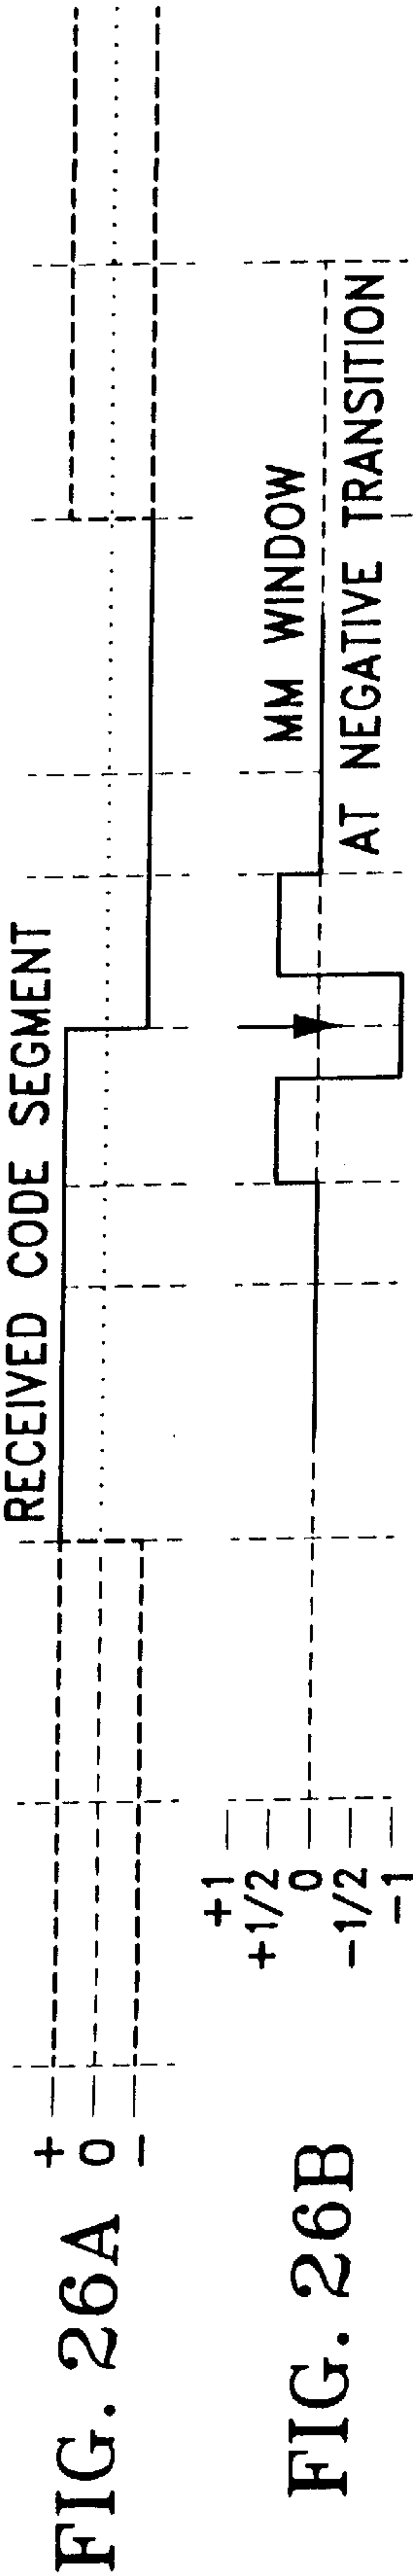 RECEIVED CODE SEGMENT
+
0
−
FIG. 26A
MM WINDOW
AT NEGATIVE TRANSITION
+1
+1/2
0
−1/2
−1
FIG. 26B